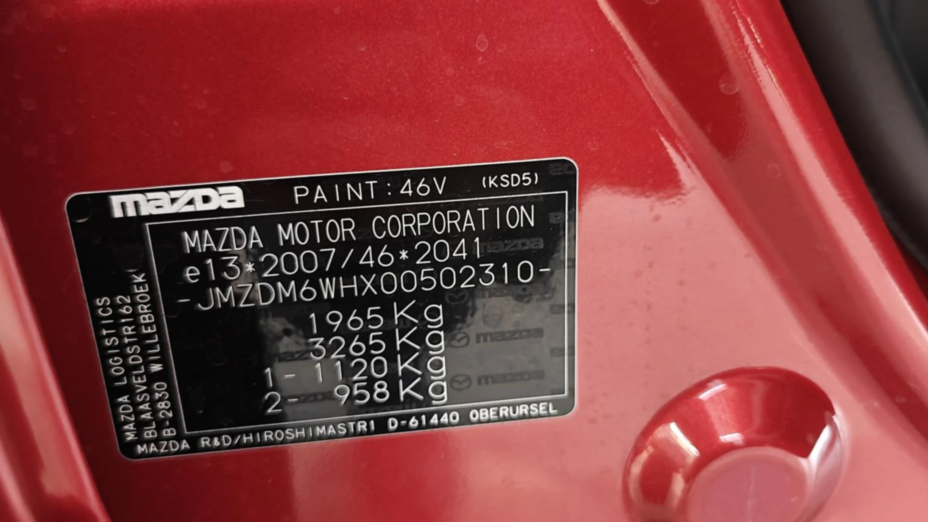 mazda PAINT:46V (KSD5)
MAZDA MOTOR CORPORATION
e13*2007/46*2041
-JMZDM6WHX00502310-
1965 Kg
3265 Kg
1- 1120 Kg
2- 958 Kg
MAZDA LOGISTICS
BLAASVELDSTR162
B-2830 WILLEBROEK
MAZDA R&D/HIROSHIMASTR1 D-61440 OBERURSEL